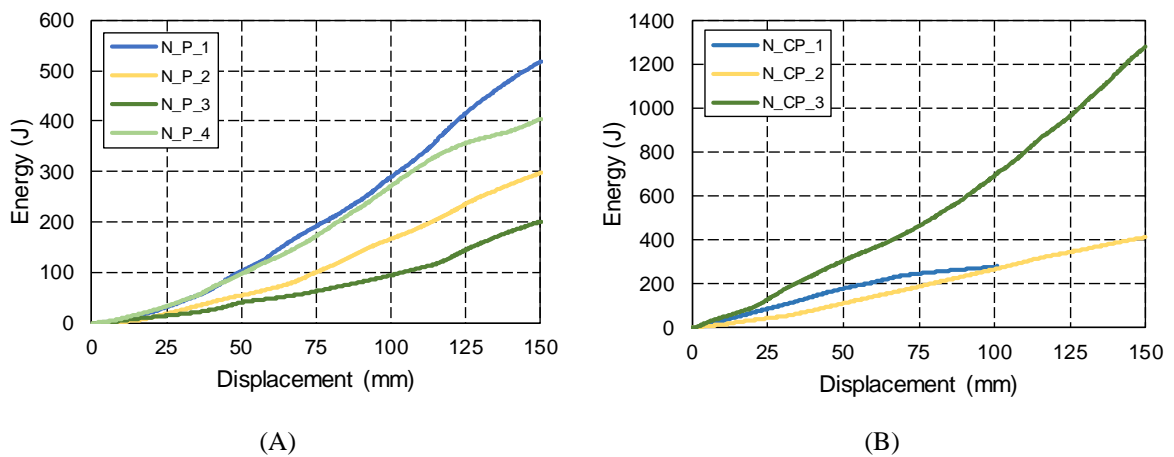 600
500
400
300
200
100
0
Energy (J)
N_P_1
N_P_2
N_P_3
N_P_4
0 25 50 75 100 125 150
Displacement (mm)
(A)
1400
1200
1000
800
600
400
200
0
Energy (J)
N_CP_1
N_CP_2
N_CP_3
0 25 50 75 100 125 150
Displacement (mm)
(B)